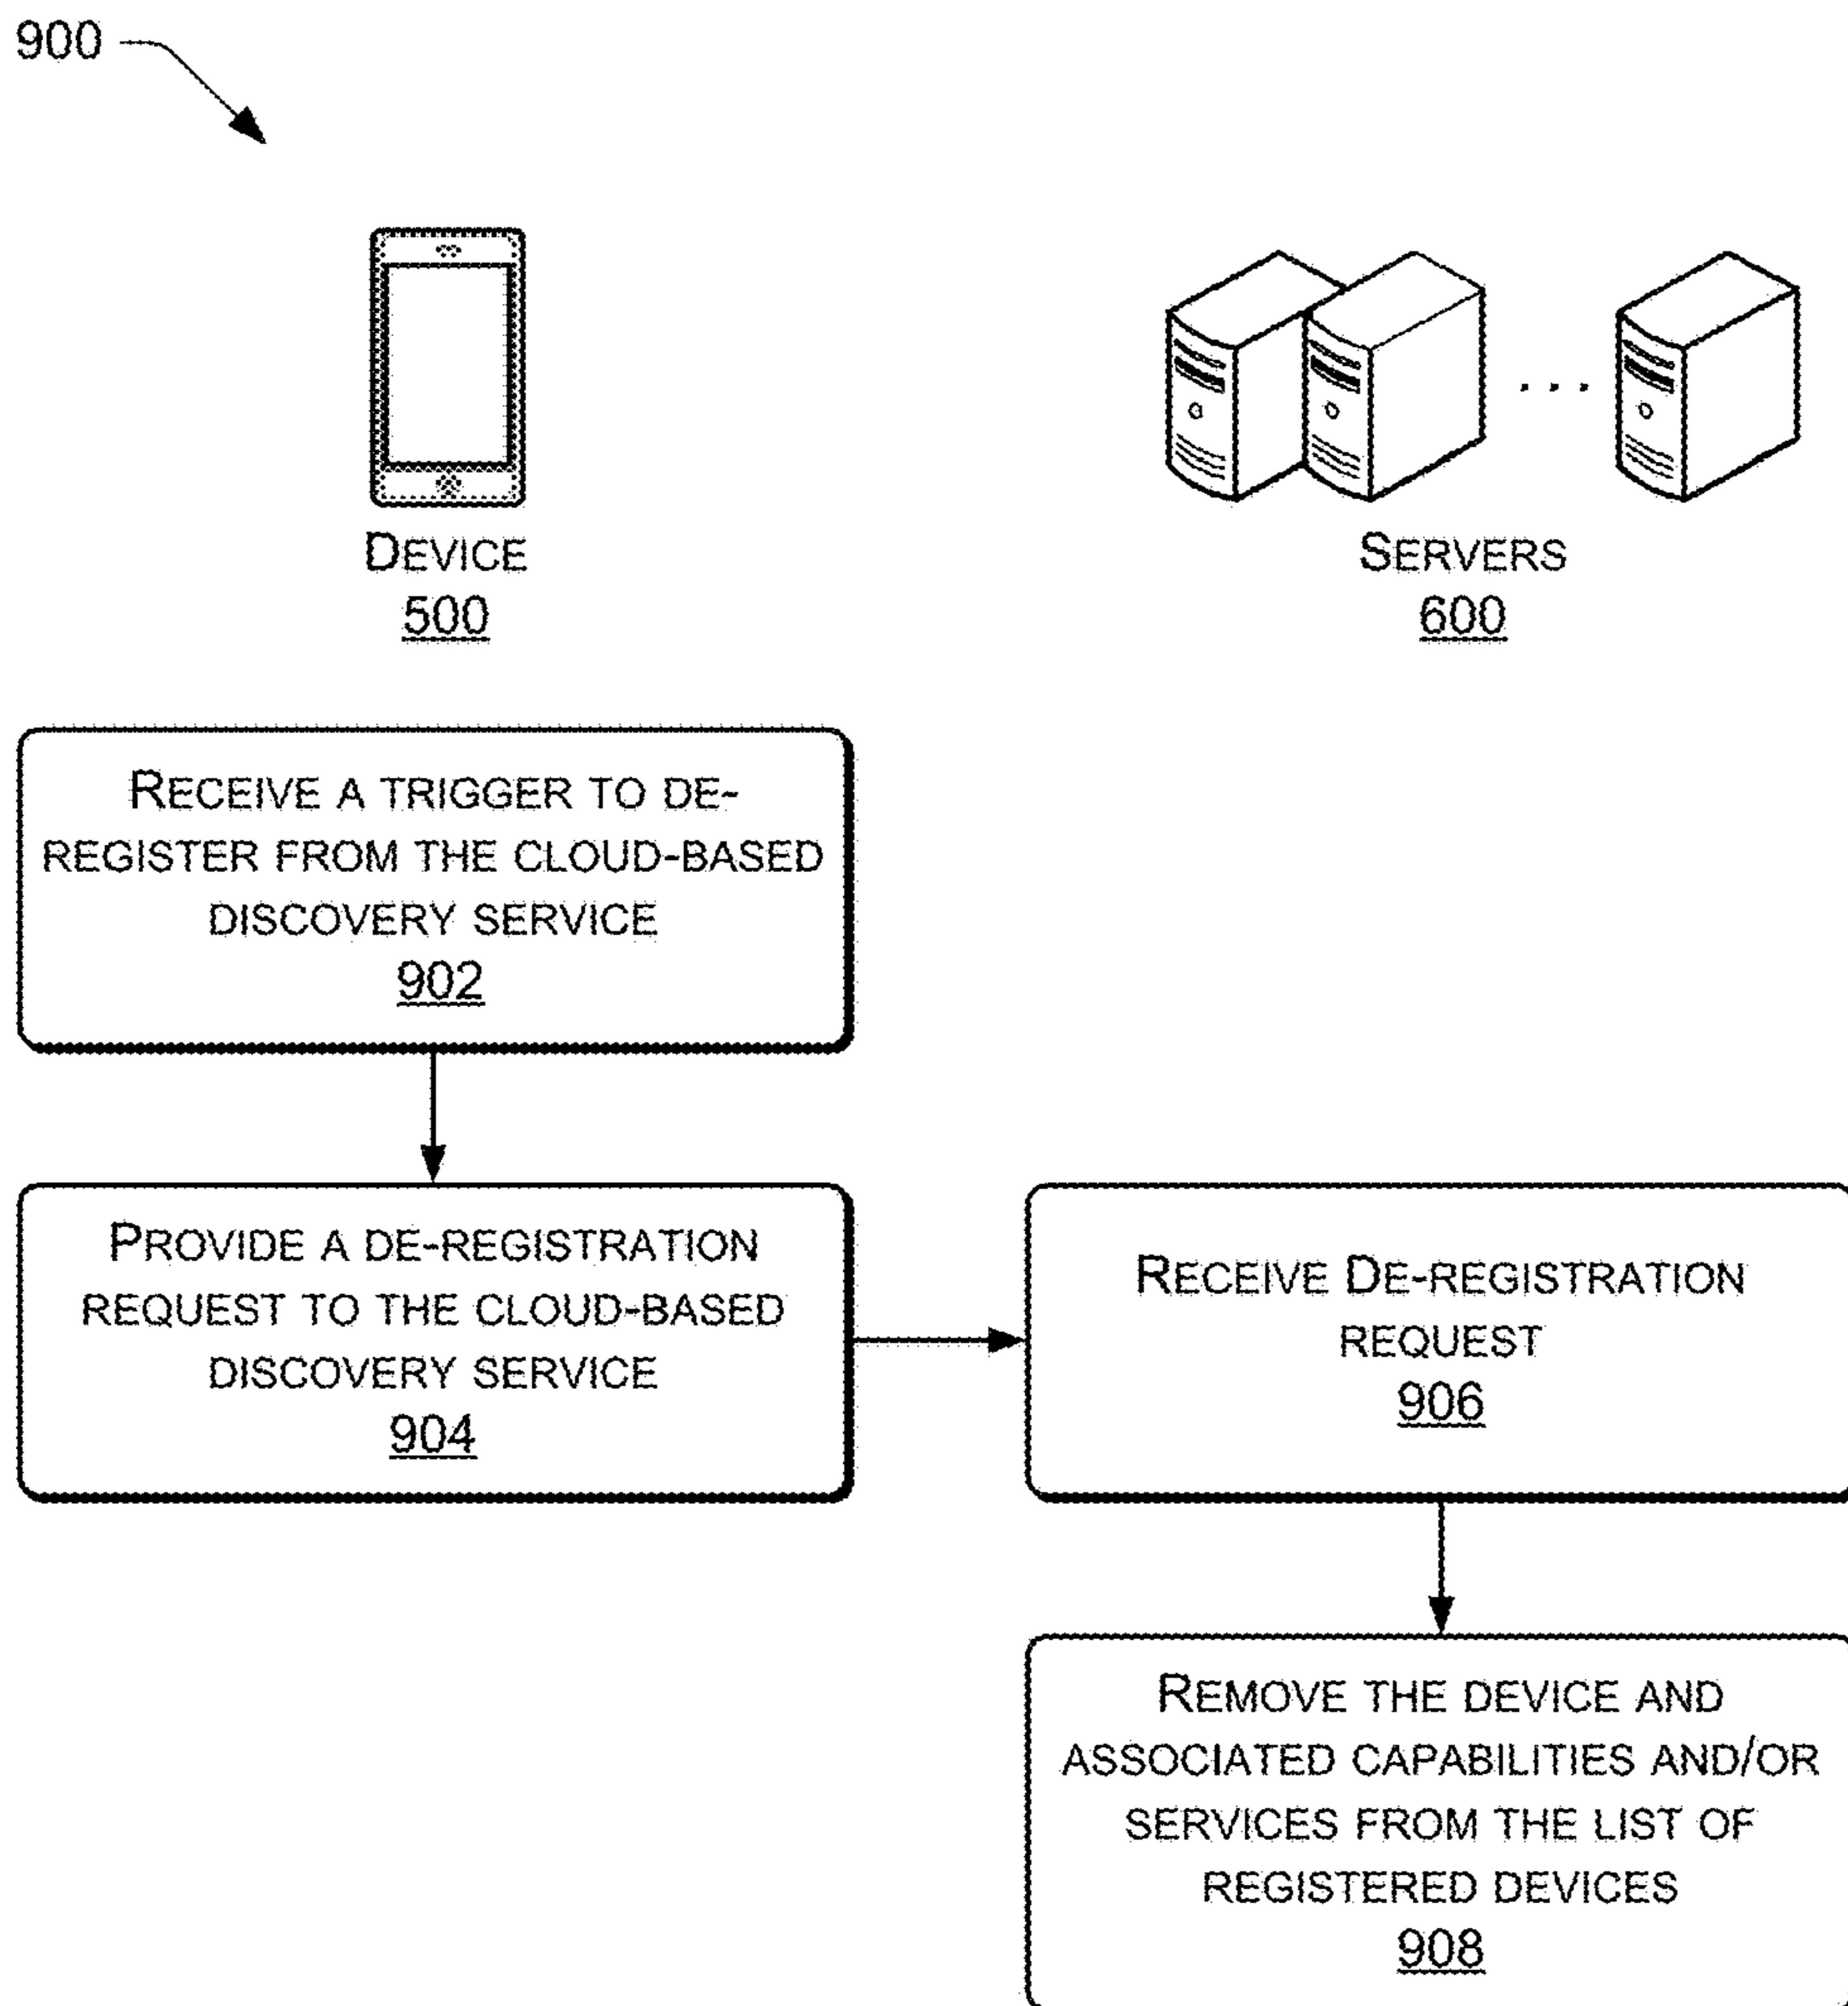 900
DEVICE
500
SERVERS
600
RECEIVE A TRIGGER TO DE-
REGISTER FROM THE CLOUD-BASED
DISCOVERY SERVICE
902
PROVIDE A DE-REGISTRATION
REQUEST TO THE CLOUD-BASED
DISCOVERY SERVICE
904
RECEIVE DE-REGISTRATION
REQUEST
906
REMOVE THE DEVICE AND
ASSOCIATED CAPABILITIES AND/OR
SERVICES FROM THE LIST OF
REGISTERED DEVICES
908